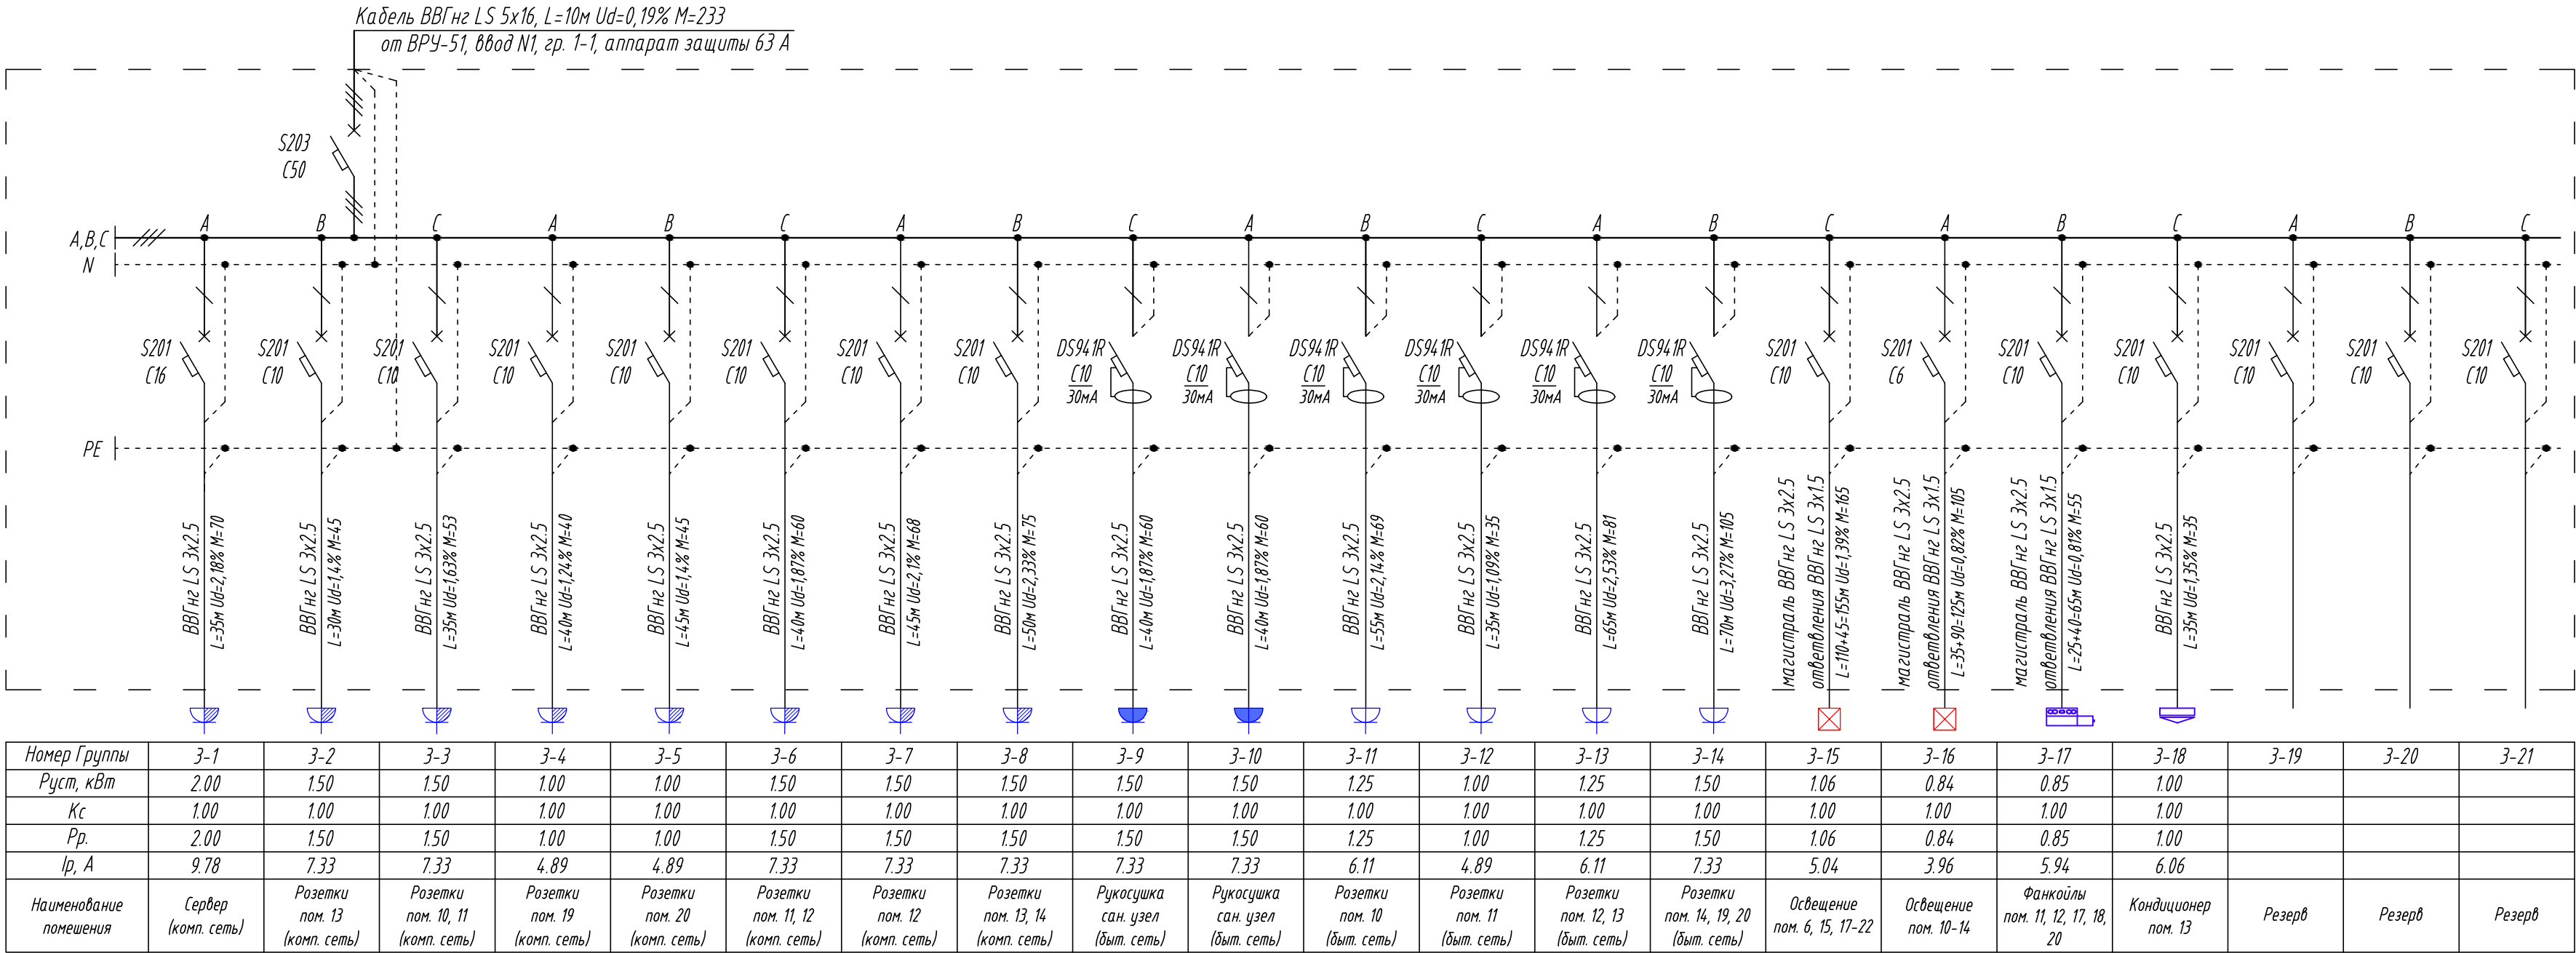 Кабель ВВГнг LS 5х16, L=10м Ud=0,19% М=233
от ВРУ-51, ввод N1, гр. 1-1, аппарат защиты 63 А
S203
C50
A B C A B C A B C A B C A B C A B C A B C
A,B,C
N
S201 S201 S201 S201 S201 S201 S201 S201 DS941R DS941R DS941R DS941R DS941R DS941R S201 S201 S201 S201 S201 S201 S201
C16 C10 C10 C10 C10 C10 C10 C10 C10 C10 C10 C10 C10 C10 C10 C6 C10 C10 C10 C10 C10
30мА 30мА 30мА 30мА 30мА 30мА
PE
ВВГнг LS 3х2.5
L=35м Ud=2,18% М=70
ВВГнг LS 3х2.5
L=30м Ud=1,4% М=45
ВВГнг LS 3х2.5
L=35м Ud=1,63% М=53
ВВГнг LS 3х2.5
L=40м Ud=1,24% М=40
ВВГнг LS 3х2.5
L=45м Ud=1,4% М=45
ВВГнг LS 3х2.5
L=40м Ud=1,87% М=60
ВВГнг LS 3х2.5
L=45м Ud=2,1% М=68
ВВГнг LS 3х2.5
L=50м Ud=2,33% М=75
ВВГнг LS 3х2.5
L=40м Ud=1,87% М=60
ВВГнг LS 3х2.5
L=40м Ud=1,87% М=60
ВВГнг LS 3х2.5
L=55м Ud=2,14% М=69
ВВГнг LS 3х2.5
L=35м Ud=1,09% М=35
ВВГнг LS 3х2.5
L=65м Ud=2,53% М=81
ВВГнг LS 3х2.5
L=70м Ud=3,27% М=105
магистраль ВВГнг LS 3х2.5
ответвления ВВГнг LS 3х1.5
L=110+45=155м Ud=1,39% М=165
магистраль ВВГнг LS 3х2.5
ответвления ВВГнг LS 3х1.5
L=35+90=125м Ud=0,82% М=105
магистраль ВВГнг LS 3х2.5
ответвления ВВГнг LS 3х1.5
L=25+40=65м Ud=0,81% М=55
ВВГнг LS 3х2.5
L=35м Ud=1,35% М=35
Номер Группы 3-1 3-2 3-3 3-4 3-5 3-6 3-7 3-8 3-9 3-10 3-11 3-12 3-13 3-14 3-15 3-16 3-17 3-18 3-19 3-20 3-21
Руст, кВт 2.00 1.50 1.50 1.00 1.00 1.50 1.50 1.50 1.50 1.50 1.25 1.00 1.25 1.50 1.06 0.84 0.85 1.00
Кс 1.00 1.00 1.00 1.00 1.00 1.00 1.00 1.00 1.00 1.00 1.00 1.00 1.00 1.00 1.00 1.00 1.00 1.00
Рр. 2.00 1.50 1.50 1.00 1.00 1.50 1.50 1.50 1.50 1.50 1.25 1.00 1.25 1.50 1.06 0.84 0.85 1.00
Iр, А 9.78 7.33 7.33 4.89 4.89 7.33 7.33 7.33 7.33 7.33 6.11 4.89 6.11 7.33 5.04 3.96 5.94 6.06
Наименование
помешения
Сервер
(комп. сеть)
Розетки
пом. 13
(комп. сеть)
Розетки
пом. 10, 11
(комп. сеть)
Розетки
пом. 19
(комп. сеть)
Розетки
пом. 20
(комп. сеть)
Розетки
пом. 11, 12
(комп. сеть)
Розетки
пом. 12
(комп. сеть)
Розетки
пом. 13, 14
(комп. сеть)
Рукосушка
сан. узел
(быт. сеть)
Рукосушка
сан. узел
(быт. сеть)
Розетки
пом. 10
(быт. сеть)
Розетки
пом. 11
(быт. сеть)
Розетки
пом. 12, 13
(быт. сеть)
Розетки
пом. 14, 19, 20
(быт. сеть)
Освещение
пом. 6, 15, 17-22
Освещение
пом. 10-14
Фанкойлы
пом. 11, 12, 17, 18,
20
Кондиционер
пом. 13
Резерв
Резерв
Резерв